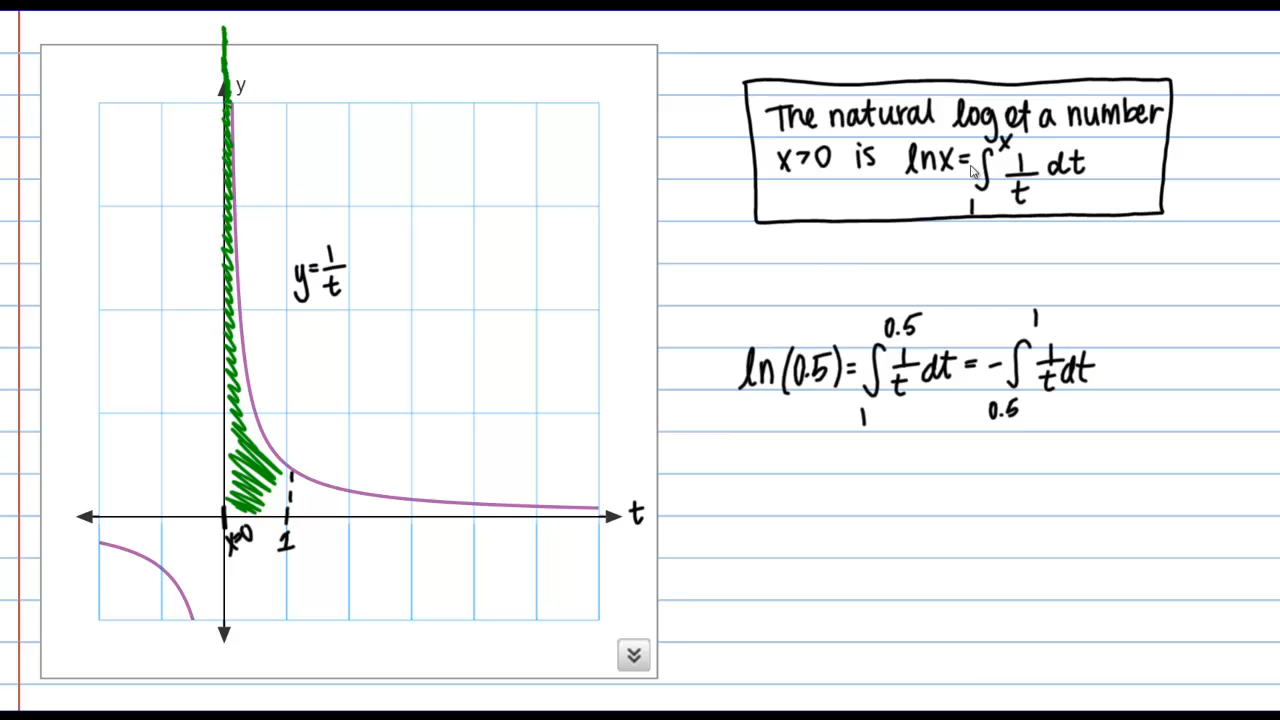 y
y=1/t
t
x=0
1
The natural log of a number
x>0 is lnx=∫₁ˣ 1/t dt
ln(0.5)=∫₁^0.5 1/t dt = -∫_0.5^1 1/t dt